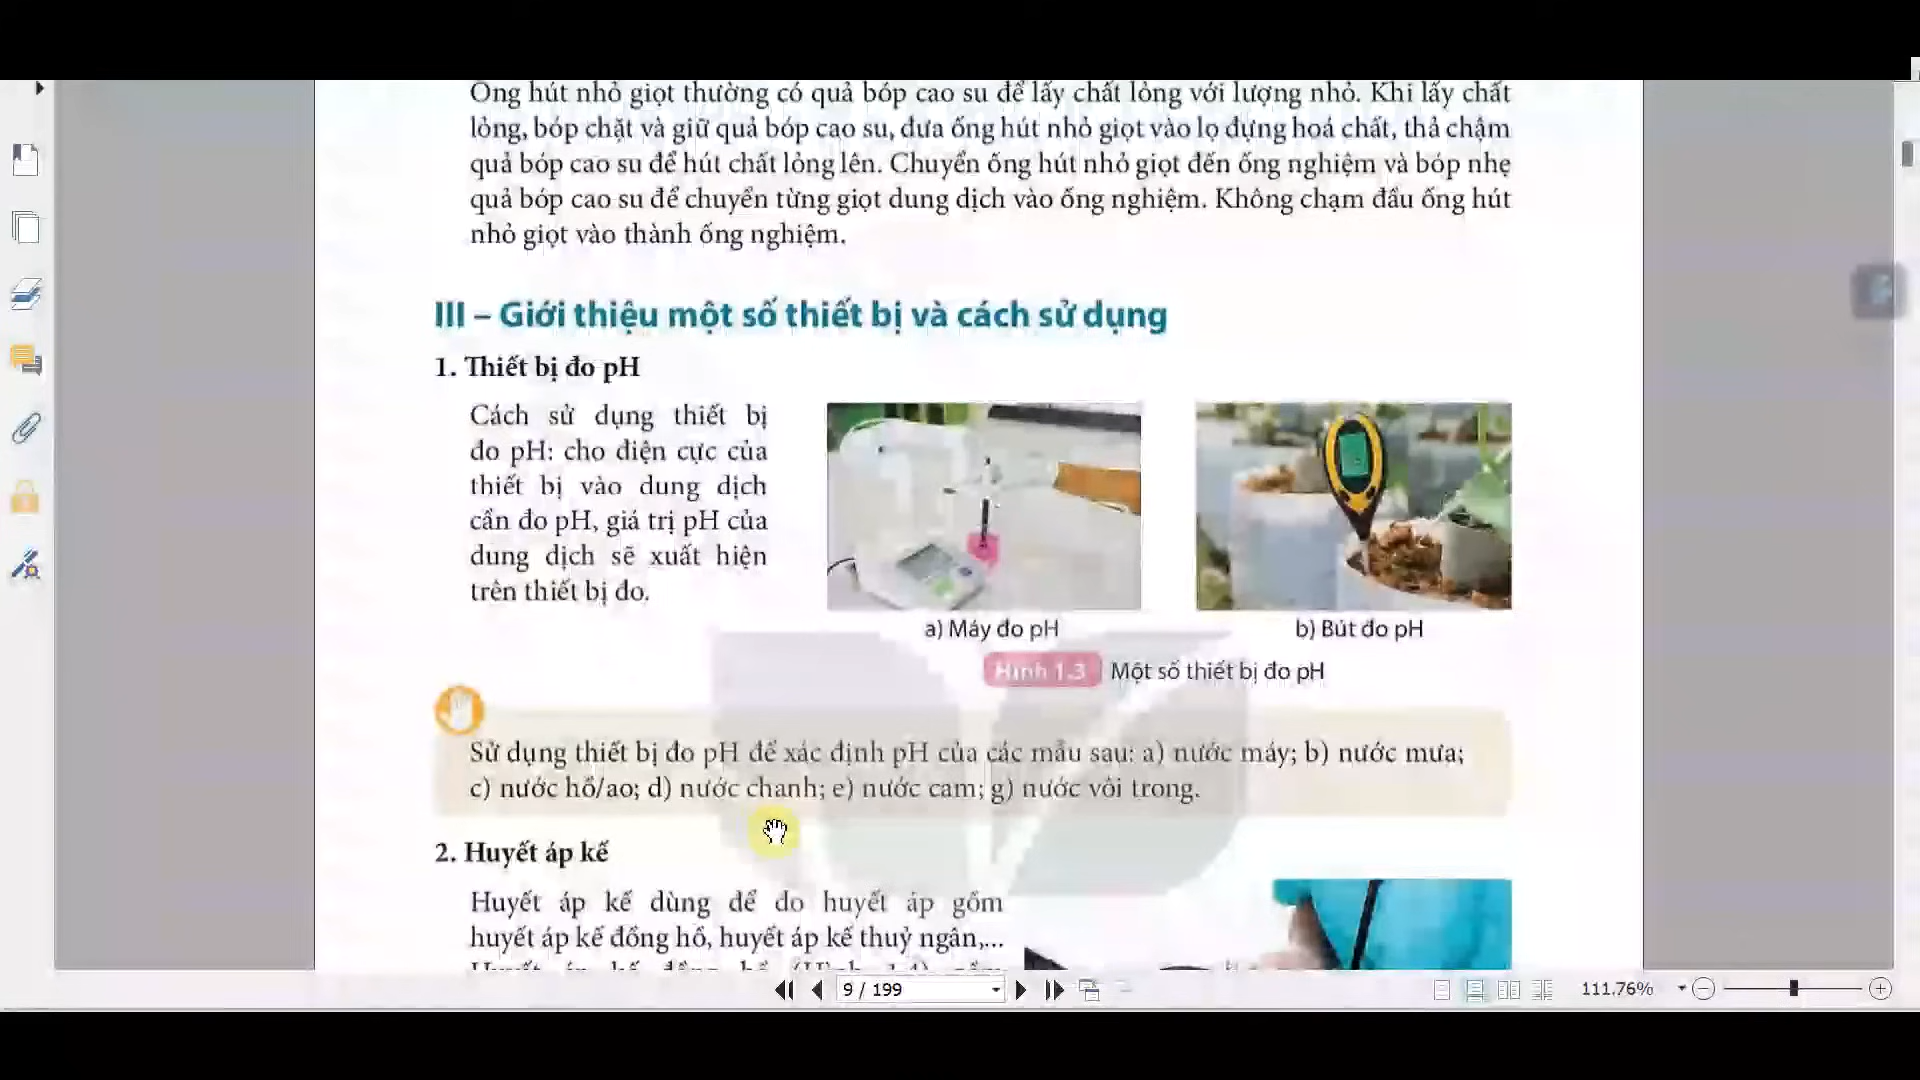 Ống hút nhỏ giọt thường có quả bóp cao su để lấy chất lỏng với lượng nhỏ. Khi lấy chất
lỏng, bóp chặt và giữ quả bóp cao su, đưa ống hút nhỏ giọt vào lọ đựng hoá chất, thả chậm
quả bóp cao su để hút chất lỏng lên. Chuyển ống hút nhỏ giọt đến ống nghiệm và bóp nhẹ
quả bóp cao su để chuyển từng giọt dung dịch vào ống nghiệm. Không chạm đầu ống hút
nhỏ giọt vào thành ống nghiệm.
III – Giới thiệu một số thiết bị và cách sử dụng
1. Thiết bị đo pH
Cách sử dụng thiết bị
đo pH: cho điện cực của
thiết bị vào dung dịch
cần đo pH, giá trị pH của
dung dịch sẽ xuất hiện
trên thiết bị đo.
a) Máy đo pH
b) Bút đo pH
Hình 1.3 Một số thiết bị đo pH
Sử dụng thiết bị đo pH để xác định pH của các mẫu sau: a) nước máy; b) nước mưa;
c) nước hồ/ao; d) nước chanh; e) nước cam; g) nước vôi trong.
2. Huyết áp kế
Huyết áp kế dùng để đo huyết áp gồm
huyết áp kế đồng hồ, huyết áp kế thuỷ ngân,...
9 / 199
111.76%